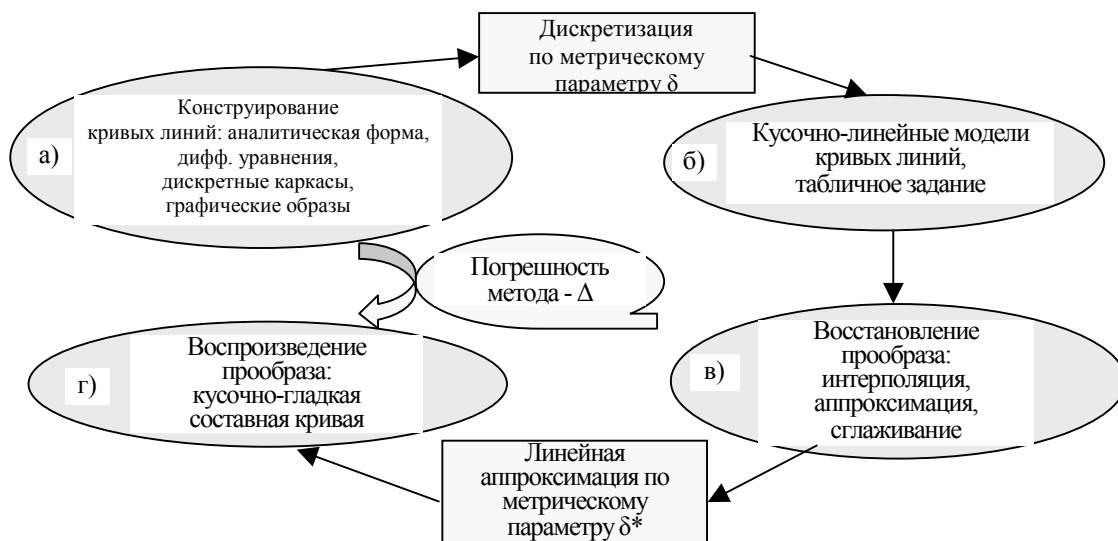 Дискретизация
по метрическому
параметру δ
Конструирование
кривых линий: аналитическая форма,
дифф. уравнения,
дискретные каркасы,
графические образы
а)
Кусочно-линейные модели
кривых линий,
табличное задание
б)
Погрешность
метода - Δ
Воспроизведение
прообраза:
кусочно-гладкая
составная кривая
г)
Восстановление
прообраза:
интерполяция,
аппроксимация,
сглаживание
в)
Линейная
аппроксимация по
метрическому
параметру δ*